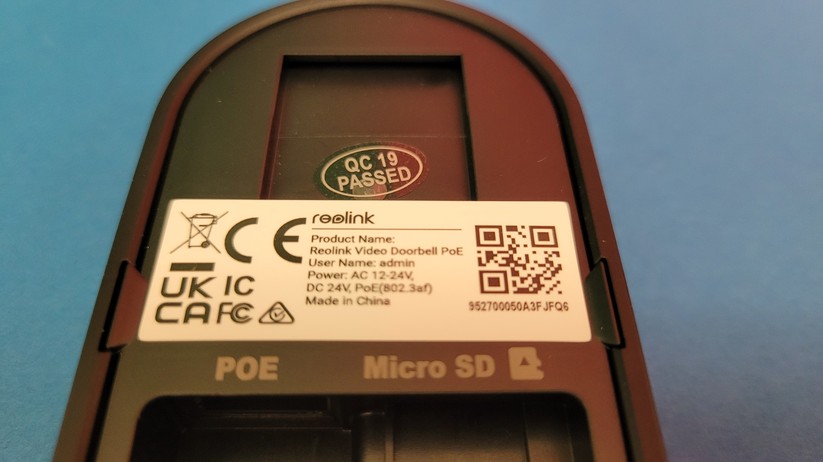 QC 19
PASSED
CE
UK
CA
IC
FC
reolink
Product Name:
Reolink Video Doorbell PoE
User Name: admin
Power: AC 12-24V,
DC 24V, PoE(802.3af)
Made in China
952700050A3FJFQ6
POE
Micro SD